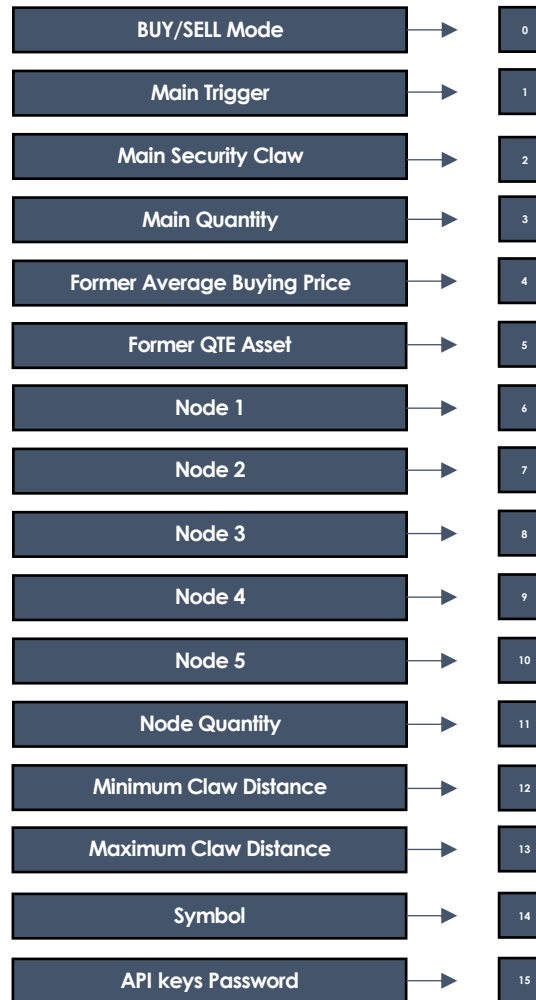 BUY/SELL Mode 0
Main Trigger 1
Main Security Claw 2
Main Quantity 3
Former Average Buying Price 4
Former QTE Asset 5
Node 1 6
Node 2 7
Node 3 8
Node 4 9
Node 5 10
Node Quantity 11
Minimum Claw Distance 12
Maximum Claw Distance 13
Symbol 14
API keys Password 15